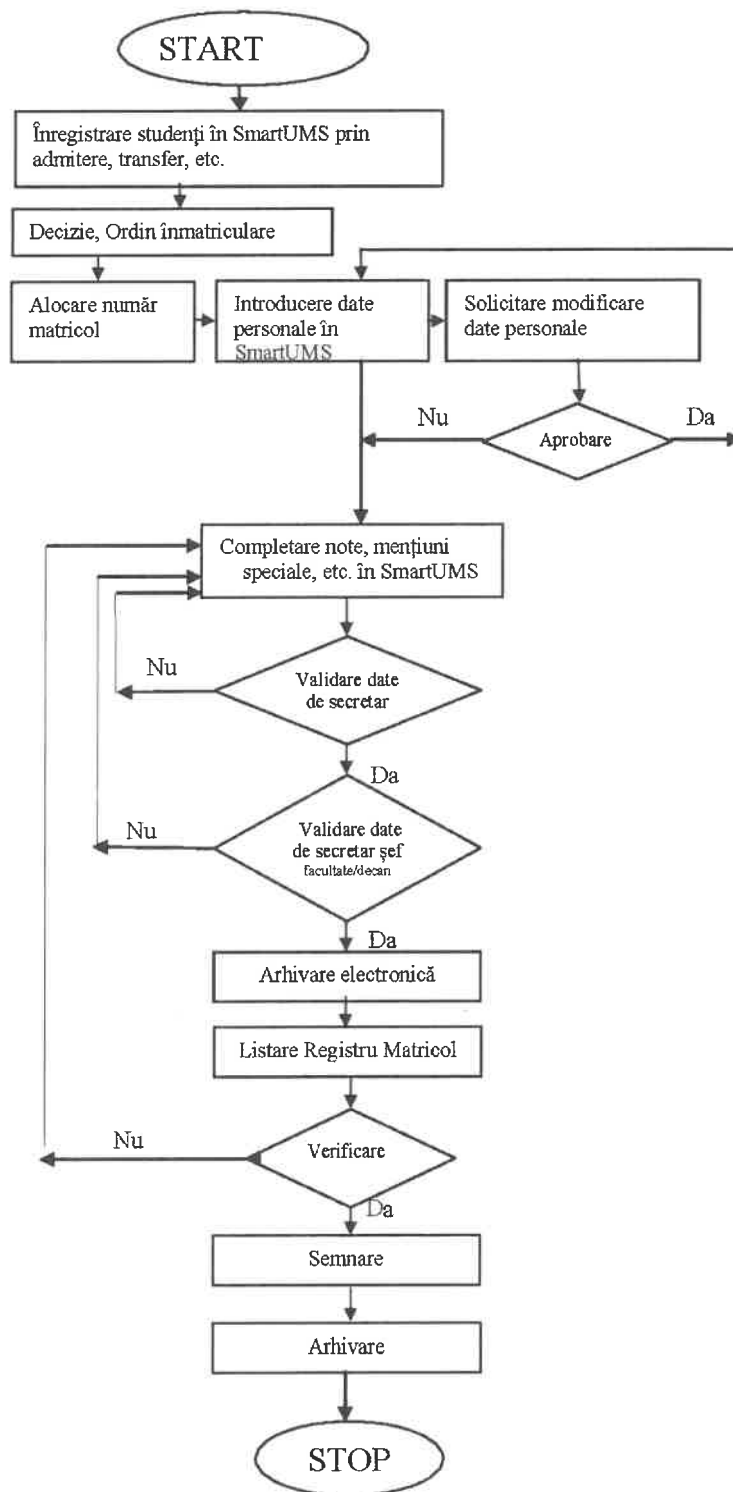 START
Înregistrare studenți în SmartUMS prin
admitere, transfer, etc.
Decizie, Ordin înmatriculare
Alocare număr
matricol
Introducere date
personale în
SmartUMS
Solicitare modificare
date personale
Nu
Aprobare
Da
Completare note, mențiuni
speciale, etc. în SmartUMS
Nu
Validare date
de secretar
Da
Nu
Validare date
de secretar șef
facultate/decan
Da
Arhivare electronică
Listare Registru Matricol
Nu
Verificare
Da
Semnare
Arhivare
STOP